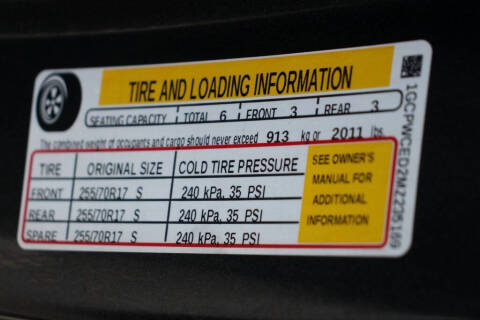 TIRE AND LOADING INFORMATION
SEATING CAPACITY TOTAL 6 FRONT 3 REAR 3
The combined weight of occupants and cargo should never exceed 913 kg or 2011 lbs.
TIRE ORIGINAL SIZE COLD TIRE PRESSURE
FRONT 255/70R17 S 240 kPa, 35 PSI
REAR 255/70R17 S 240 kPa, 35 PSI
SPARE 255/70R17 S 240 kPa, 35 PSI
SEE OWNER'S
MANUAL FOR
ADDITIONAL
INFORMATION
1GCPWCED2MZ295189